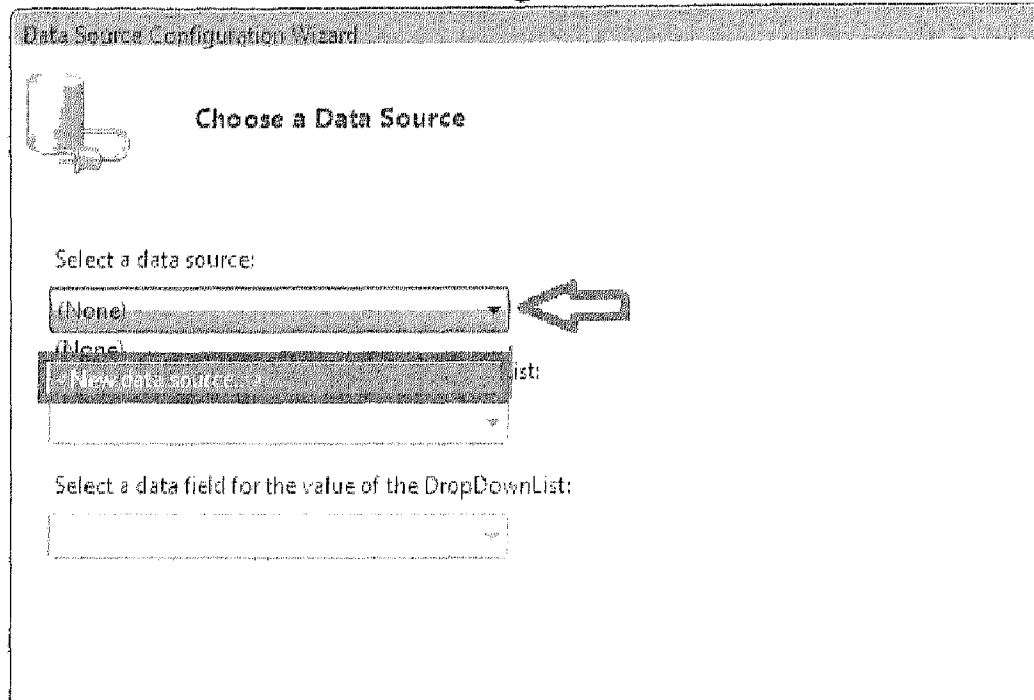 Data Source Configuration Wizard
Choose a Data Source
Select a data source:
(None)
(None)
<New data source...>
ist:
Select a data field for the value of the DropDownList: